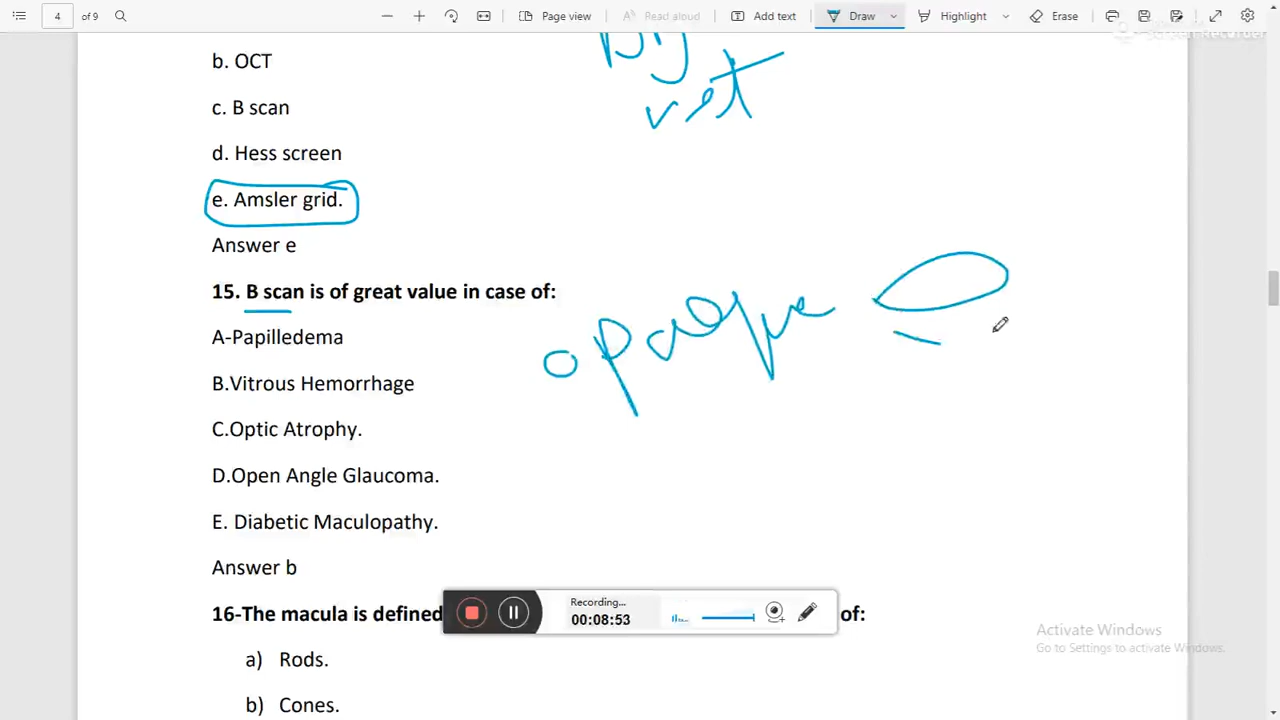 4 of 9 Page view Read aloud Add text Draw Highlight Erase
b. OCT
c. B scan
vst
d. Hess screen
e. Amsler grid.
Answer e
15. B scan is of great value in case of:
A-Papilledema
opaque
B.Vitrous Hemorrhage
C.Optic Atrophy.
D.Open Angle Glaucoma.
E. Diabetic Maculopathy.
Answer b
Recording...
00:08:53
16-The macula is defined of:
Activate Windows
Go to Settings to activate Windows.
a) Rods.
b) Cones.